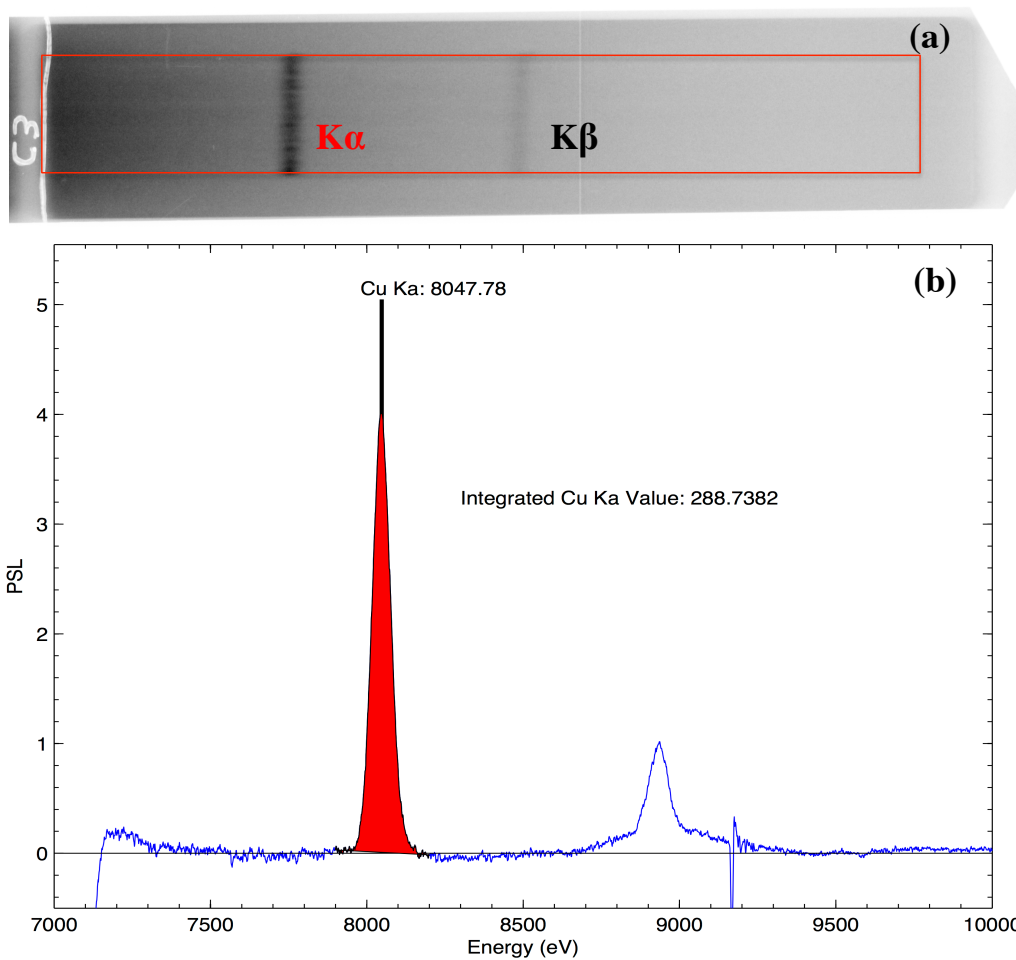 (a)
C3
Kα
Kβ
(b)
Cu Ka: 8047.78
Integrated Cu Ka Value: 288.7382
5
4
3
2
1
0
PSL
7000
7500
8000
8500
9000
9500
10000
Energy (eV)